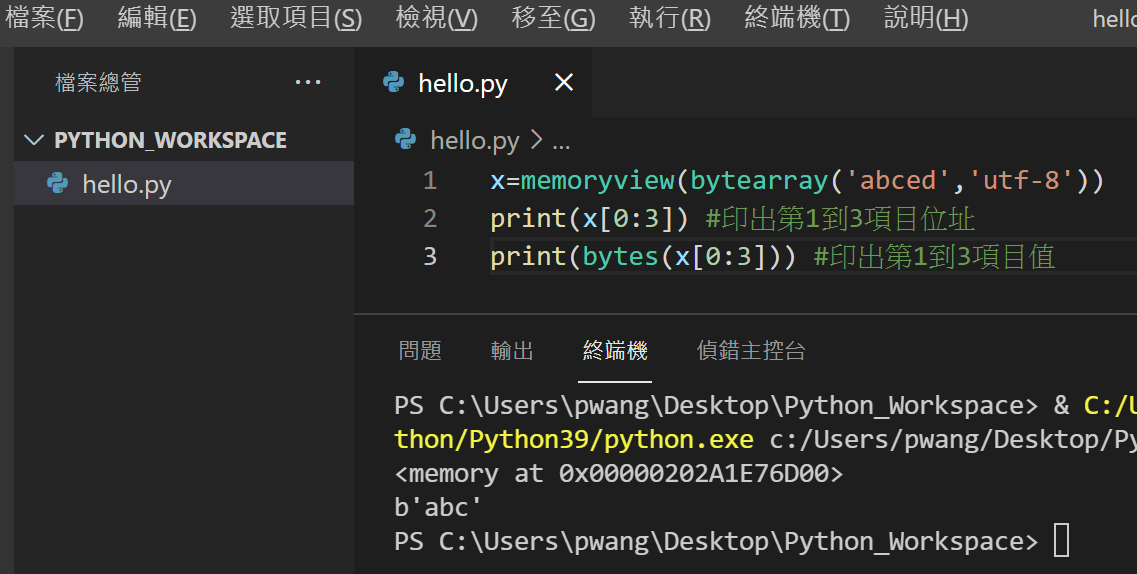 檔案(F) 編輯(E) 選取項目(S) 檢視(V) 移至(G) 執行(R) 終端機(T) 說明(H) hello
檔案總管 ···
hello.py ×
PYTHON_WORKSPACE
hello.py
hello.py > ...
1 x=memoryview(bytearray('abced','utf-8'))
2 print(x[0:3]) #印出第1到3項目位址
3 print(bytes(x[0:3])) #印出第1到3項目值
問題 輸出 終端機 偵錯主控台
PS C:\Users\pwang\Desktop\Python_Workspace> & C:/U
thon/Python39/python.exe c:/Users/pwang/Desktop/Py
<memory at 0x00000202A1E76D00>
b'abc'
PS C:\Users\pwang\Desktop\Python_Workspace>